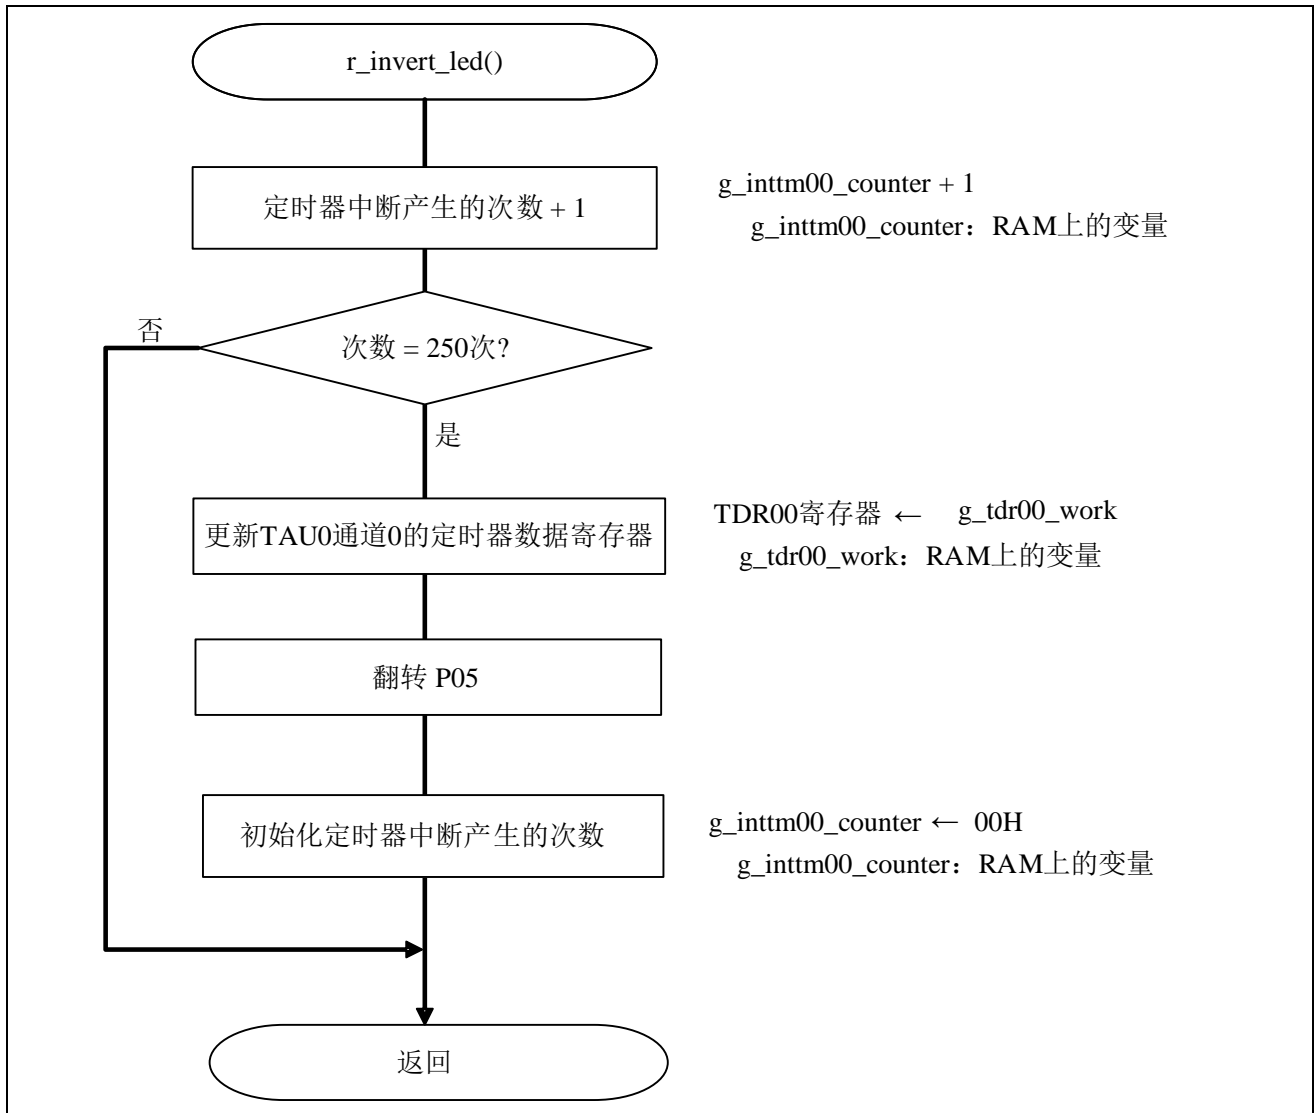 r_invert_led()
定时器中断产生的次数 + 1
g_inttm00_counter + 1
g_inttm00_counter：RAM上的变量
否
次数 = 250次?
是
更新TAU0通道0的定时器数据寄存器
TDR00寄存器 ← g_tdr00_work
g_tdr00_work：RAM上的变量
翻转 P05
初始化定时器中断产生的次数
g_inttm00_counter ← 00H
g_inttm00_counter：RAM上的变量
返回